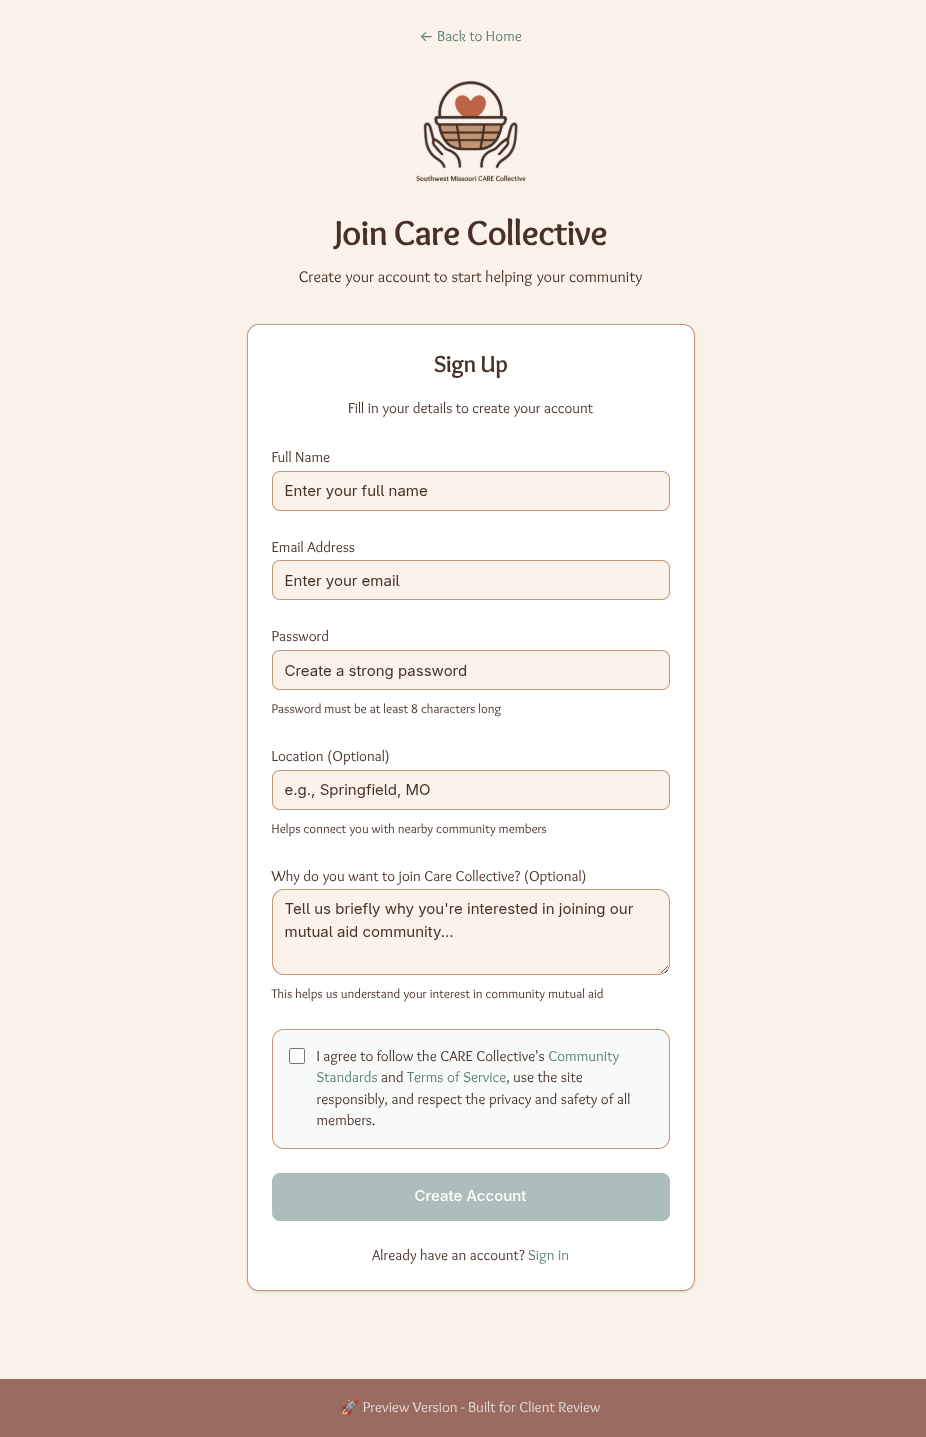 ← Back to Home
Southwest Missouri CARE Collective
Join Care Collective
Create your account to start helping your community
Sign Up
Fill in your details to create your account
Full Name
Enter your full name
Email Address
Enter your email
Password
Create a strong password
Password must be at least 8 characters long
Location (Optional)
e.g., Springfield, MO
Helps connect you with nearby community members
Why do you want to join Care Collective? (Optional)
Tell us briefly why you're interested in joining our
mutual aid community...
This helps us understand your interest in community mutual aid
I agree to follow the CARE Collective's Community
Standards and Terms of Service, use the site
responsibly, and respect the privacy and safety of all
members.
Create Account
Already have an account? Sign in
🚀 Preview Version - Built for Client Review